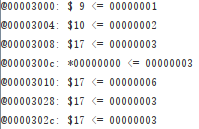 @00003000: $ 9 <= 00000001
@00003004: $10 <= 00000002
@00003008: $17 <= 00000003
@0000300c: *00000000 <= 00000003
@00003010: $17 <= 00000006
@00003028: $17 <= 00000003
@0000302c: $17 <= 00000003